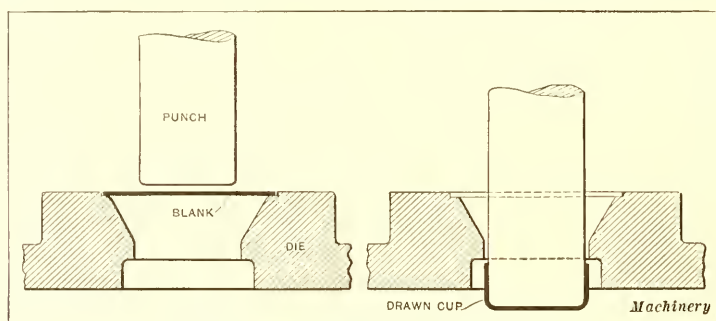 PUNCH
BLANK
DIE
DRAWN CUP
Machinery